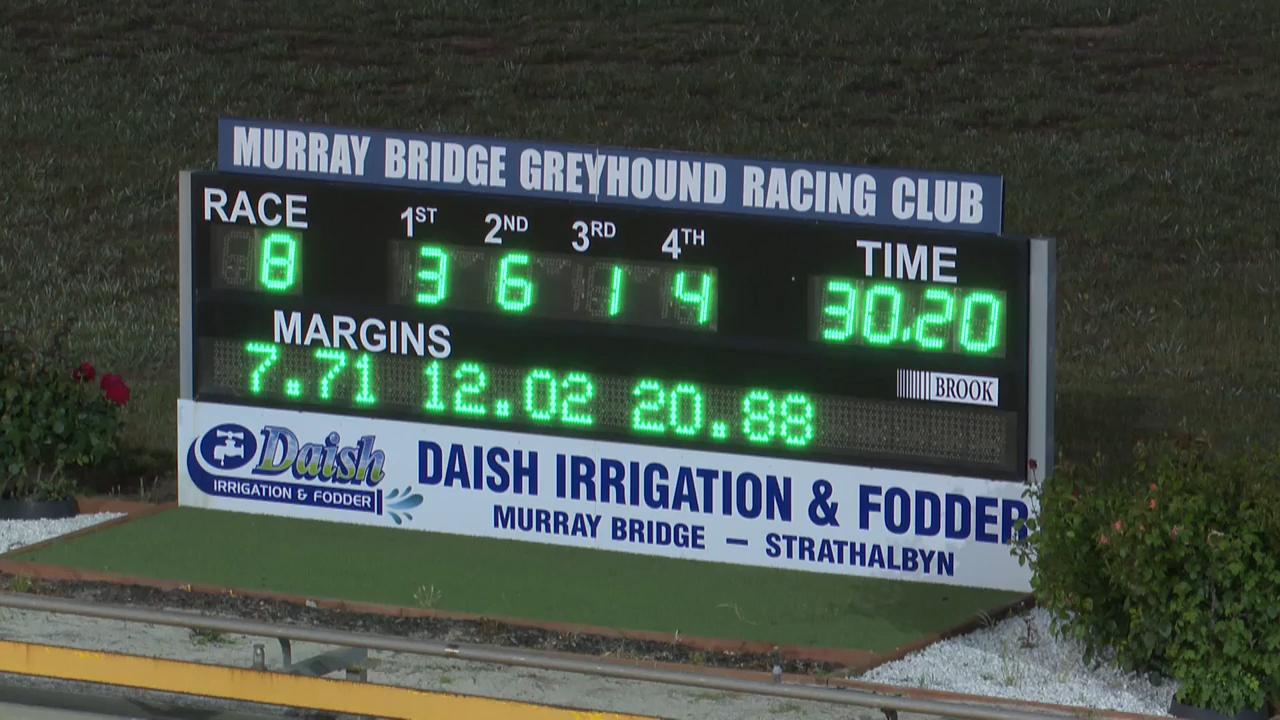 MURRAY BRIDGE GREYHOUND RACING CLUB
RACE 1ST 2ND 3RD 4TH TIME
8 3 6 1 4 30.20
MARGINS
7.71 12.02 20.88
BROOK
Daish
IRRIGATION & FODDER
DAISH IRRIGATION & FODDER
MURRAY BRIDGE – STRATHALBYN